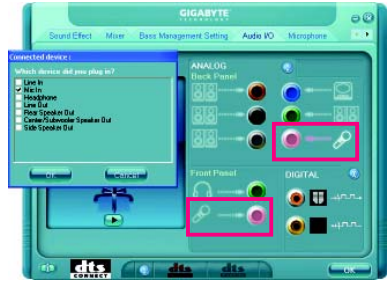 GIGABYTE
Sound Effect Mixer Bass Management Setting Audio I/O Microphone
Connected device :
Which device did you plug in?
Line In
Mic In
Headphone
Line Out
Rear Speaker Out
Center/Subwoofer Speaker Out
Side Speaker Out
OK Cancel
ANALOG
Back Panel
Front Panel
DIGITAL
dts
CONNECT
dts
dts
OK